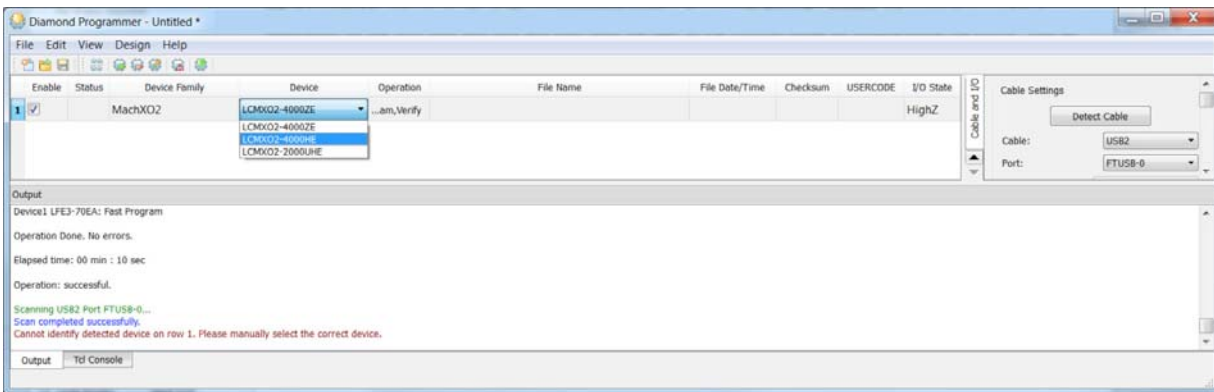 Diamond Programmer - Untitled *
File Edit View Design Help
Enable Status Device Family Device Operation File Name File Date/Time Checksum USERCODE I/O State
1 MachXO2 LCMXO2-4000ZE ...am,Verify HighZ
LCMXO2-4000ZE
LCMXO2-4000HE
LCMXO2-2000UHE
Cable and I/O
Cable Settings
Detect Cable
Cable: USB2
Port: FTUSB-0
Output
Device1 LFE3-70EA: Fast Program
Operation Done. No errors.
Elapsed time: 00 min : 10 sec
Operation: successful.
Scanning USB2 Port FTUSB-0...
Scan completed successfully.
Cannot identify detected device on row 1. Please manually select the correct device.
Output Tcl Console